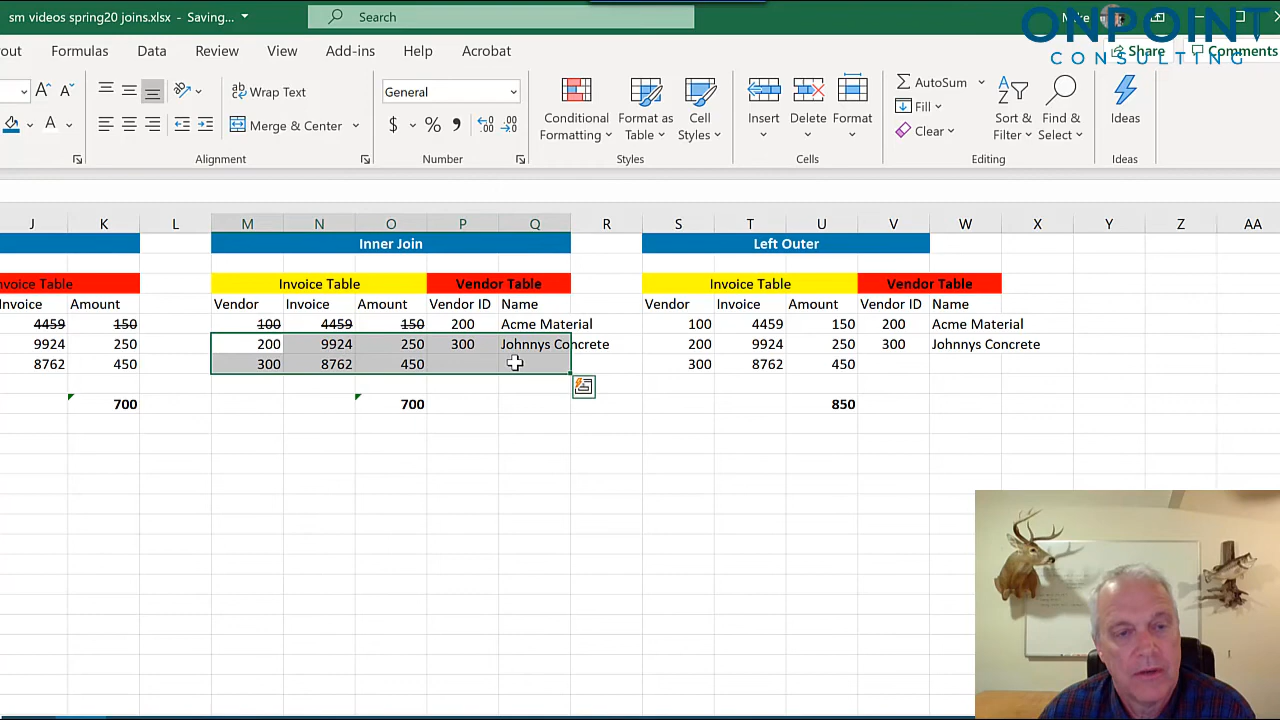 sm videos spring20 joins.xlsx - Saving...
Search
ONPOINT
CONSULTING
out Formulas Data Review View Add-ins Help Acrobat Share Comments
Wrap Text General AutoSum
Merge & Center $ % , Conditional Formatting Format as Table Cell Styles Insert Delete Format Fill Clear Sort & Filter Find & Select Ideas
Alignment Number Styles Cells Editing Ideas
J K L M N O P Q R S T U V W X Y Z AA
Inner Join Left Outer
nvoice Table Invoice Table Vendor Table Invoice Table Vendor Table
Invoice Amount Vendor Invoice Amount Vendor ID Name Vendor Invoice Amount Vendor ID Name
4459 150 100 4459 150 200 Acme Material 100 4459 150 200 Acme Material
9924 250 200 9924 250 300 Johnnys Concrete 200 9924 250 300 Johnnys Concrete
8762 450 300 8762 450 300 8762 450
700 700 850